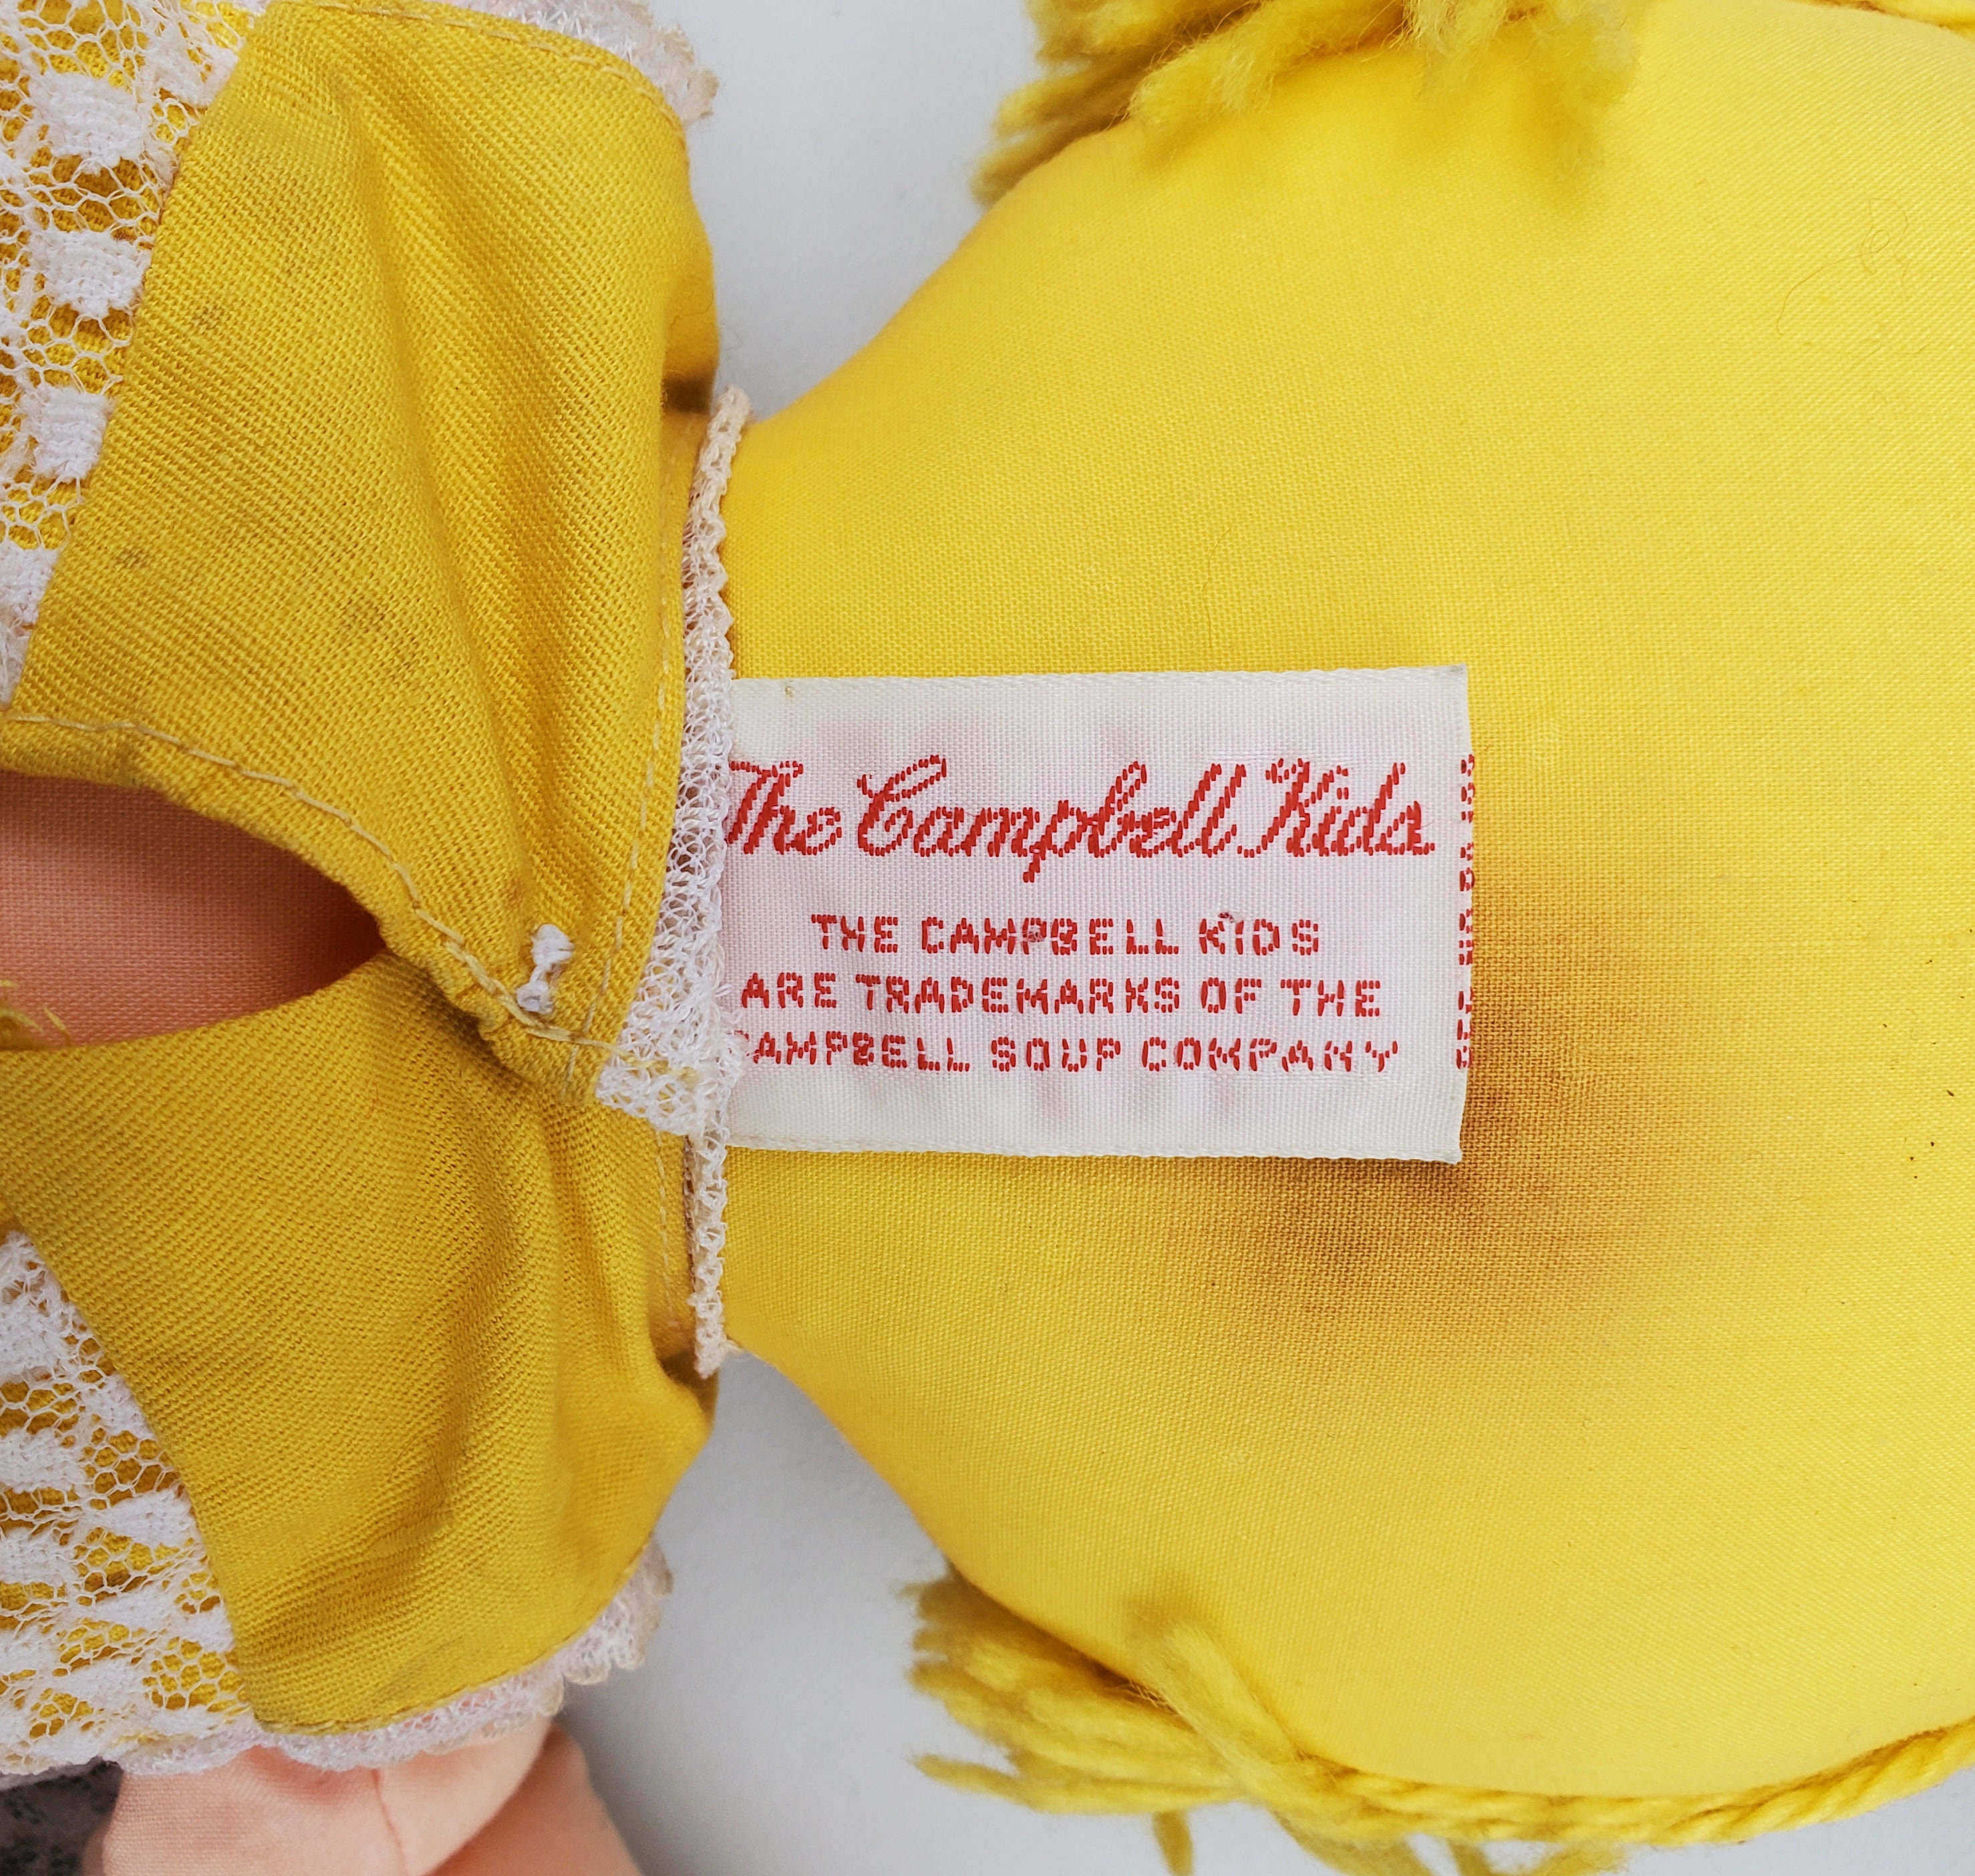 The Campbell Kids
THE CAMPBELL KIDS
ARE TRADEMARKS OF THE
CAMPBELL SOUP COMPANY